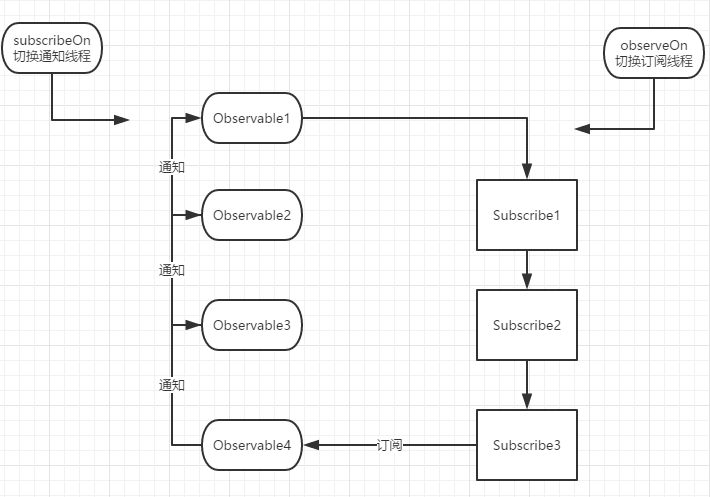 subscribeOn
切换通知线程
observeOn
切换订阅线程
Observable1
通知
Observable2
Subscribe1
通知
Observable3
Subscribe2
通知
Observable4
订阅
Subscribe3